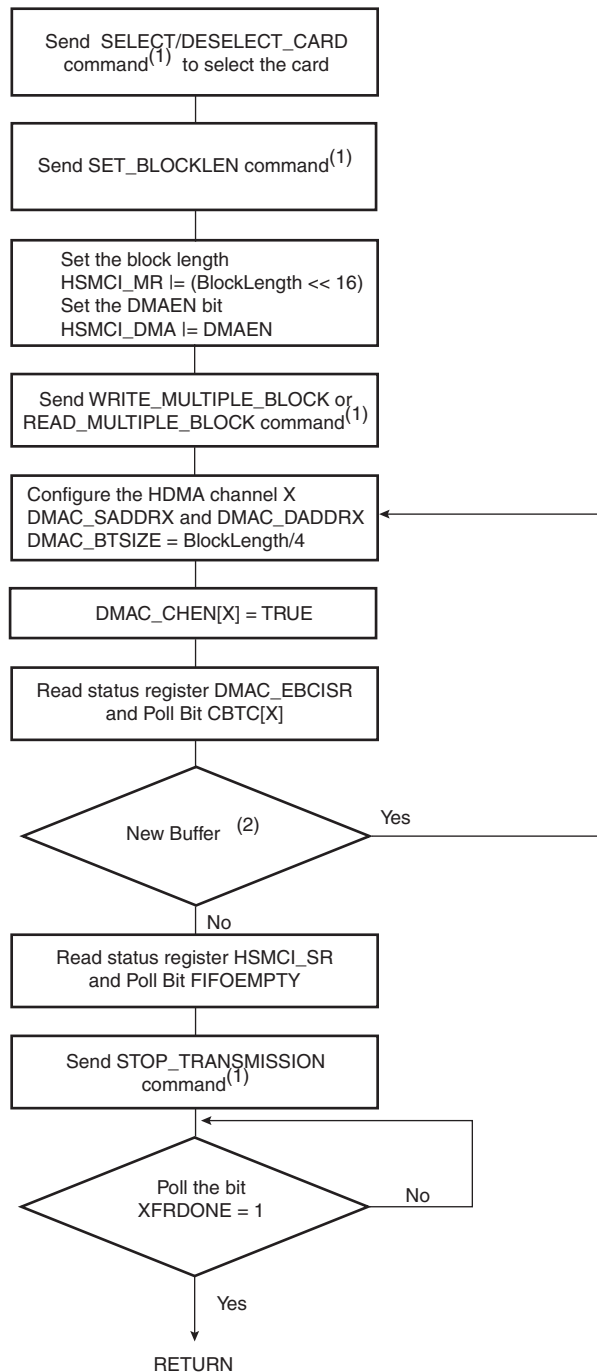 Send SELECT/DESELECT_CARD
command(1) to select the card
Send SET_BLOCKLEN command(1)
Set the block length
HSMCI_MR |= (BlockLength << 16)
Set the DMAEN bit
HSMCI_DMA |= DMAEN
Send WRITE_MULTIPLE_BLOCK or
READ_MULTIPLE_BLOCK command(1)
Configure the HDMA channel X
DMAC_SADDRX and DMAC_DADDRX
DMAC_BTSIZE = BlockLength/4
DMAC_CHEN[X] = TRUE
Read status register DMAC_EBCISR
and Poll Bit CBTC[X]
New Buffer (2)
Yes
No
Read status register HSMCI_SR
and Poll Bit FIFOEMPTY
Send STOP_TRANSMISSION
command(1)
Poll the bit
XFRDONE = 1
No
Yes
RETURN